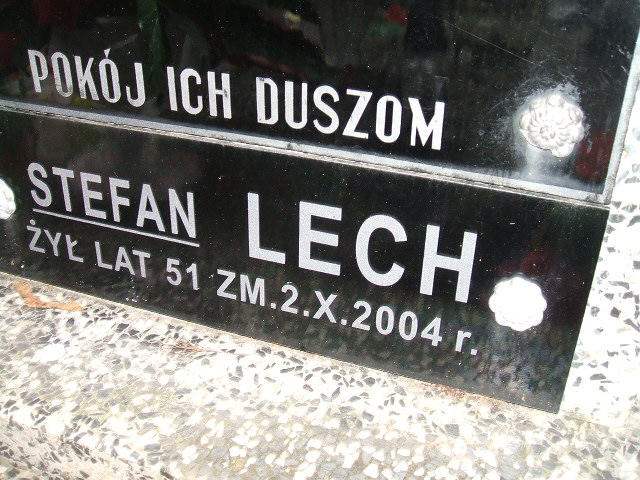 POKÓJ ICH DUSZOM
STEFAN LECH
ŻYŁ LAT 51 ZM.2.X.2004 r.